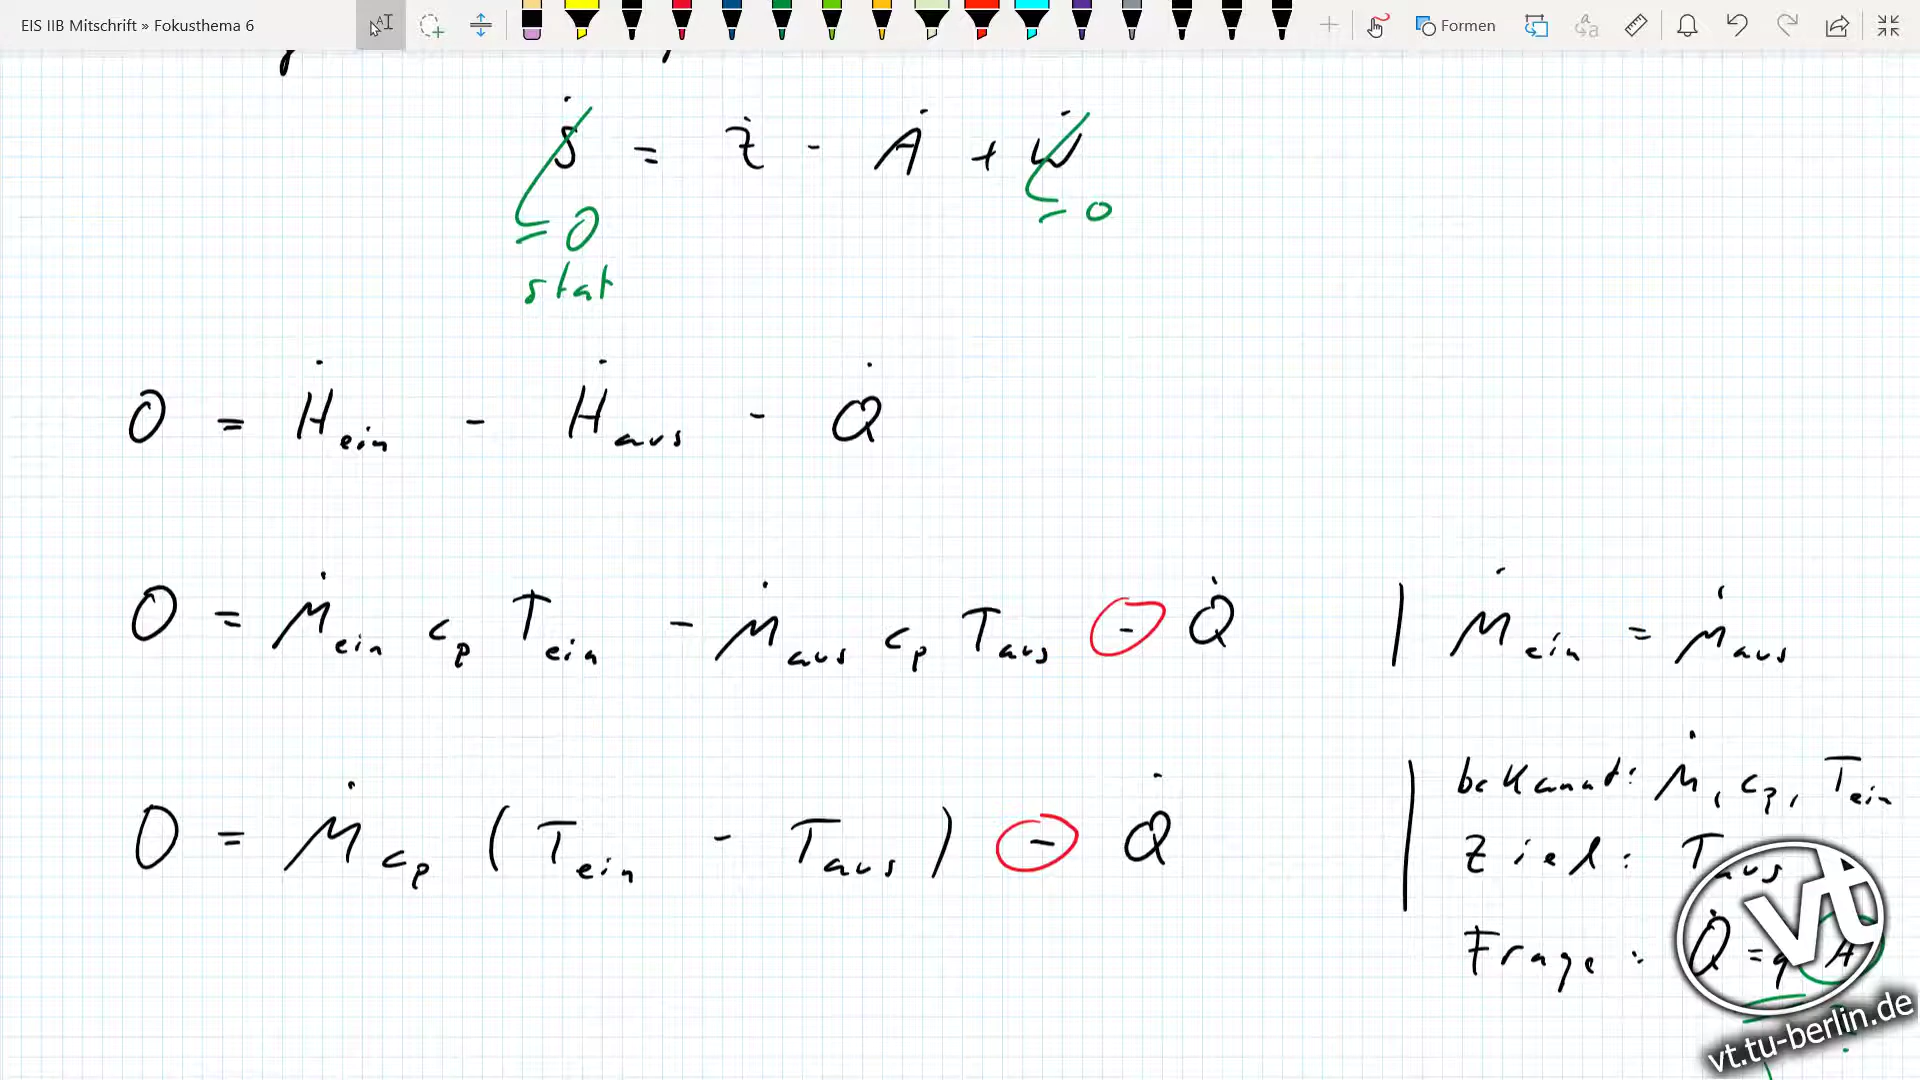 EIS IIB Mitschrift » Fokusthema 6
Formen
Ṡ = Ż - Ȧ + Ẇ
= 0
= 0
stat
0 = Ḣein - Ḣaus - Q̇
0 = Ṁein cp Tein - Ṁaus cp Taus - Q̇ | Ṁein = Ṁaus
0 = Ṁ cp (Tein - Taus) - Q̇
bekannt: Ṁ, cp, Tein
Ziel: Taus
Frage: Q̇ = q A
vt
vt.tu-berlin.de